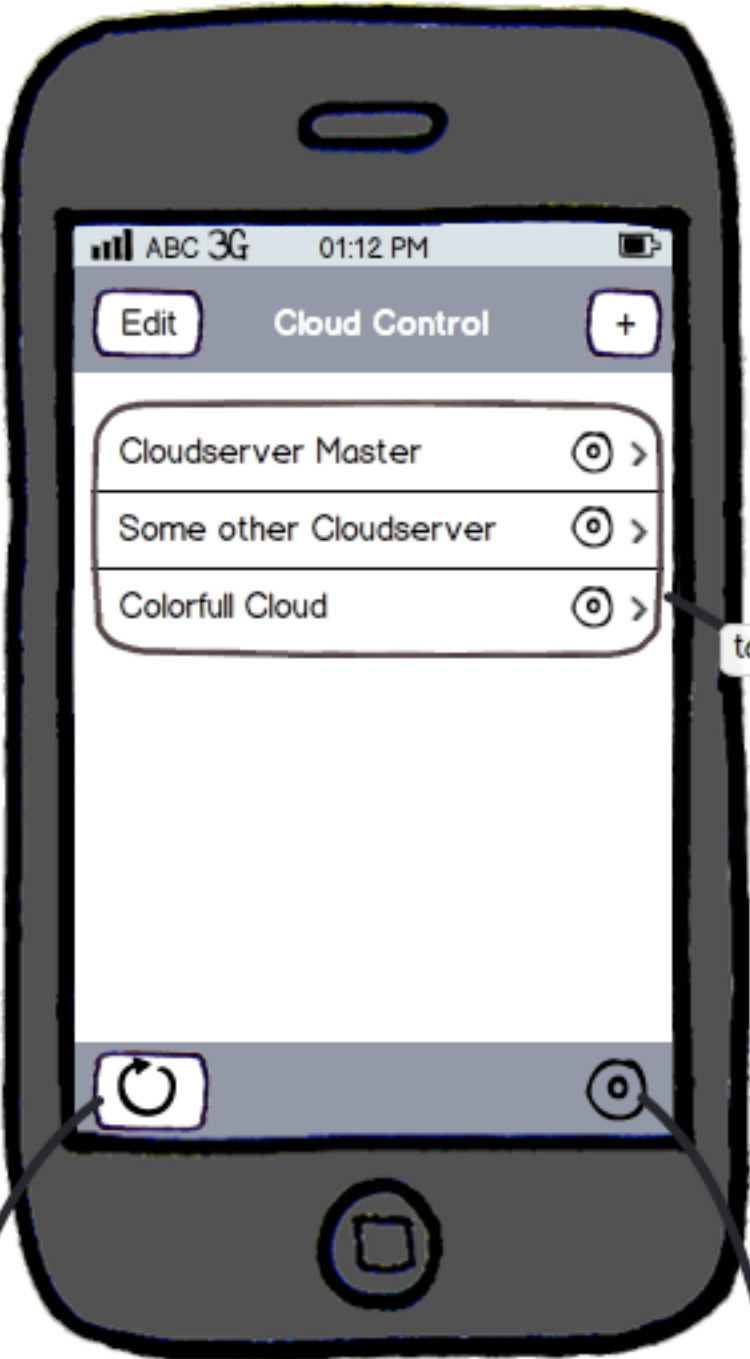 ABC 3G 01:12 PM
Edit Cloud Control +
Cloudserver Master
Some other Cloudserver
Colorfull Cloud